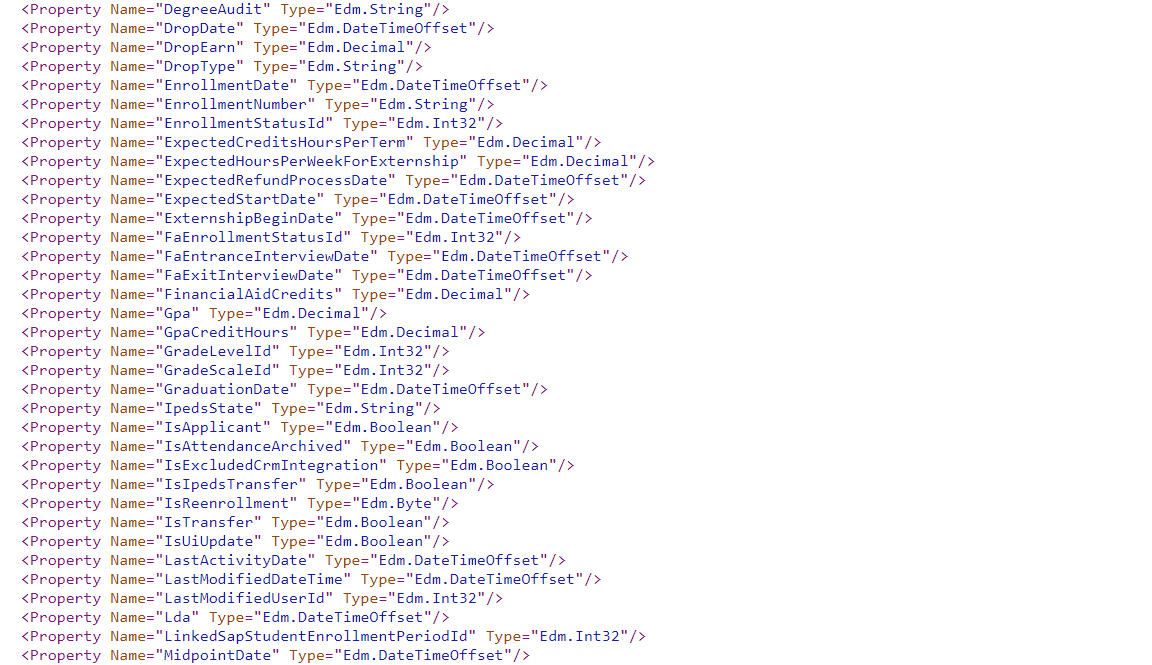 <Property Name="DegreeAudit" Type="Edm.String"/>
<Property Name="DropDate" Type="Edm.DateTimeOffset"/>
<Property Name="DropEarn" Type="Edm.Decimal"/>
<Property Name="DropType" Type="Edm.String"/>
<Property Name="EnrollmentDate" Type="Edm.DateTimeOffset"/>
<Property Name="EnrollmentNumber" Type="Edm.String"/>
<Property Name="EnrollmentStatusId" Type="Edm.Int32"/>
<Property Name="ExpectedCreditsHoursPerTerm" Type="Edm.Decimal"/>
<Property Name="ExpectedHoursPerWeekForExternship" Type="Edm.Decimal"/>
<Property Name="ExpectedRefundProcessDate" Type="Edm.DateTimeOffset"/>
<Property Name="ExpectedStartDate" Type="Edm.DateTimeOffset"/>
<Property Name="ExternshipBeginDate" Type="Edm.DateTimeOffset"/>
<Property Name="FaEnrollmentStatusId" Type="Edm.Int32"/>
<Property Name="FaEntranceInterviewDate" Type="Edm.DateTimeOffset"/>
<Property Name="FaExitInterviewDate" Type="Edm.DateTimeOffset"/>
<Property Name="FinancialAidCredits" Type="Edm.Decimal"/>
<Property Name="Gpa" Type="Edm.Decimal"/>
<Property Name="GpaCreditHours" Type="Edm.Decimal"/>
<Property Name="GradeLevelId" Type="Edm.Int32"/>
<Property Name="GradeScaleId" Type="Edm.Int32"/>
<Property Name="GraduationDate" Type="Edm.DateTimeOffset"/>
<Property Name="IpedsState" Type="Edm.String"/>
<Property Name="IsApplicant" Type="Edm.Boolean"/>
<Property Name="IsAttendanceArchived" Type="Edm.Boolean"/>
<Property Name="IsExcludedCrmIntegration" Type="Edm.Boolean"/>
<Property Name="IsIpedsTransfer" Type="Edm.Boolean"/>
<Property Name="IsReenrollment" Type="Edm.Byte"/>
<Property Name="IsTransfer" Type="Edm.Boolean"/>
<Property Name="IsUiUpdate" Type="Edm.Boolean"/>
<Property Name="LastActivityDate" Type="Edm.DateTimeOffset"/>
<Property Name="LastModifiedDateTime" Type="Edm.DateTimeOffset"/>
<Property Name="LastModifiedUserId" Type="Edm.Int32"/>
<Property Name="Lda" Type="Edm.DateTimeOffset"/>
<Property Name="LinkedSapStudentEnrollmentPeriodId" Type="Edm.Int32"/>
<Property Name="MidpointDate" Type="Edm.DateTimeOffset"/>